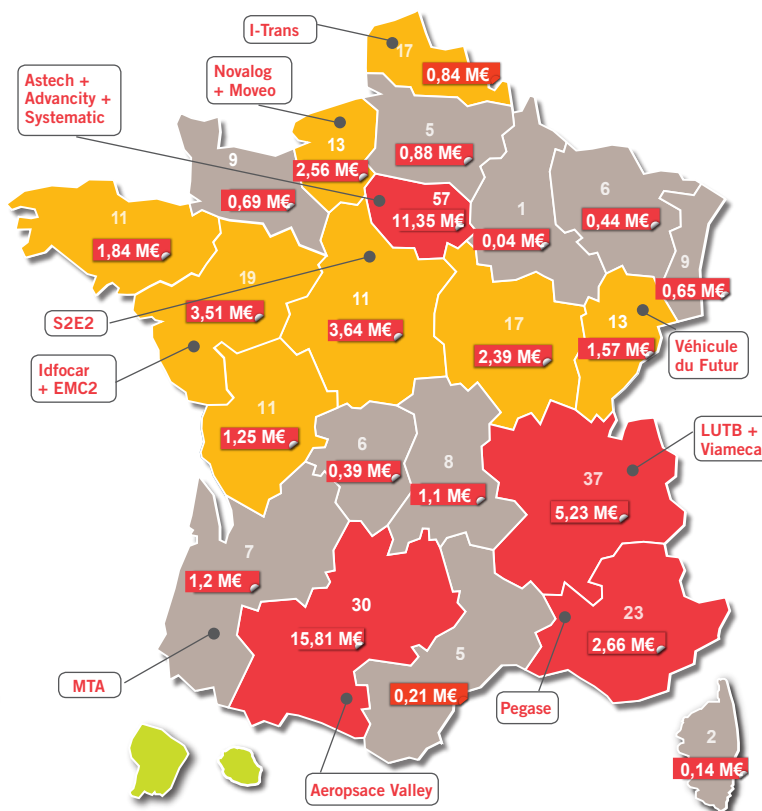 I-Trans
17
0,84 M€
Astech +
Advancity +
Systematic
Novalog
+ Moveo
5
0,88 M€
13
2,56 M€
9
0,69 M€
57
11,35 M€
1
0,04 M€
6
0,44 M€
9
0,65 M€
11
1,84 M€
19
3,51 M€
S2E2
11
3,64 M€
17
2,39 M€
13
1,57 M€
Véhicule
du Futur
Idfocar
+ EMC2
11
1,25 M€
6
0,39 M€
8
1,1 M€
LUTB +
Viameca
37
5,23 M€
7
1,2 M€
30
15,81 M€
23
2,66 M€
MTA
5
0,21 M€
Pegase
2
0,14 M€
Aeropsace Valley